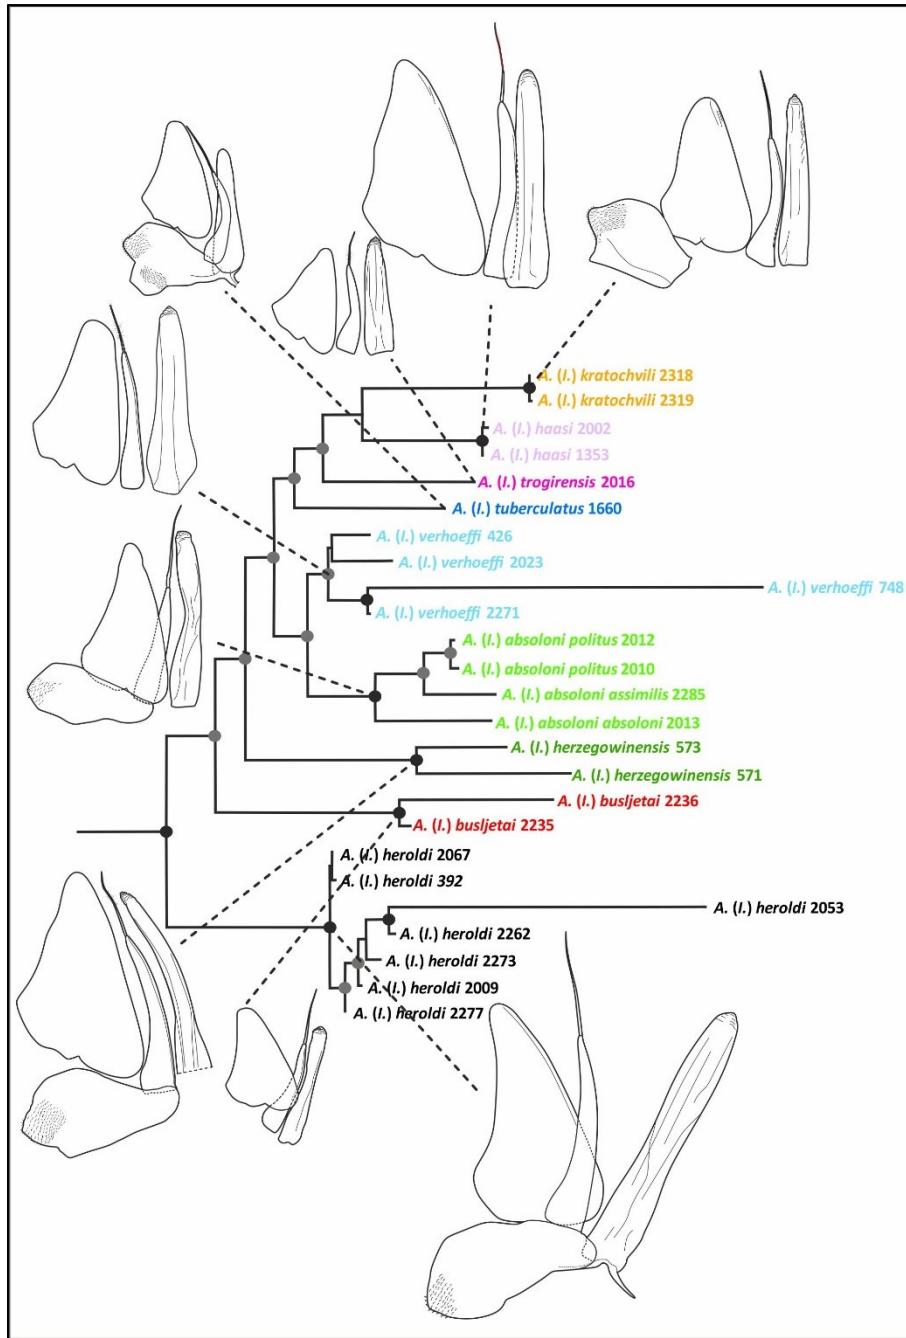 A. (I.) kratochvili 2318
A. (I.) kratochvili 2319
A. (I.) haasi 2002
A. (I.) haasi 1353
A. (I.) trogirensis 2016
A. (I.) tuberculatus 1660
A. (I.) verhoeffi 426
A. (I.) verhoeffi 2023
A. (I.) verhoeffi 748
A. (I.) verhoeffi 2271
A. (I.) absoloni politus 2012
A. (I.) absoloni politus 2010
A. (I.) absoloni assimilis 2285
A. (I.) absoloni absoloni 2013
A. (I.) herzegowinensis 573
A. (I.) herzegowinensis 571
A. (I.) busljetai 2236
A. (I.) busljetai 2235
A. (I.) heroldi 2067
A. (I.) heroldi 392
A. (I.) heroldi 2053
A. (I.) heroldi 2262
A. (I.) heroldi 2273
A. (I.) heroldi 2009
A. (I.) heroldi 2277